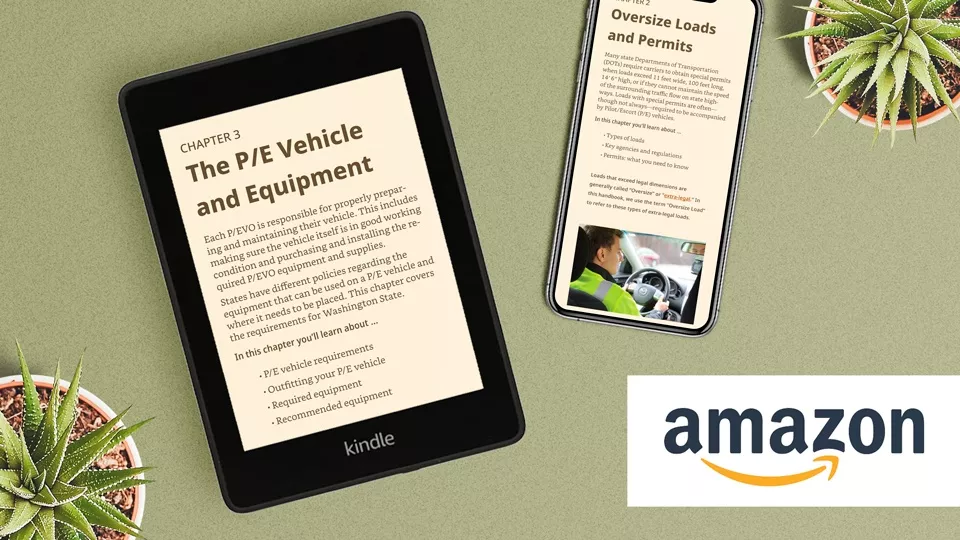 CHAPTER 3
The P/E Vehicle
and Equipment
Each P/EVO is responsible for properly prepar-
ing and maintaining their vehicle. This includes
making sure the vehicle itself is in good working
condition and purchasing and installing the re-
quired P/EVO equipment and supplies.
States have different policies regarding the
equipment that can be used on a P/E vehicle and
where it needs to be placed. This chapter covers
the requirements for Washington State.
In this chapter you'll learn about ...
• P/E vehicle requirements
• Outfitting your P/E vehicle
• Required equipment
• Recommended equipment
kindle
CHAPTER 2
Oversize Loads
and Permits
Many state Departments of Transportation
(DOTs) require carriers to obtain special permits
when loads exceed 11 feet wide, 100 feet long,
14' 6" high, or if they cannot maintain the speed
of the surrounding traffic flow on state high-
ways. Loads with special permits are often—
though not always—required to be accompanied
by Pilot/Escort (P/E) vehicles.
In this chapter you'll learn about ...
• Types of loads
• Key agencies and regulations
• Permits: what you need to know
Loads that exceed legal dimensions are
generally called "Oversize" or "extra-legal." In
this handbook, we use the term "Oversize Load"
to refer to these types of extra-legal loads.
amazon